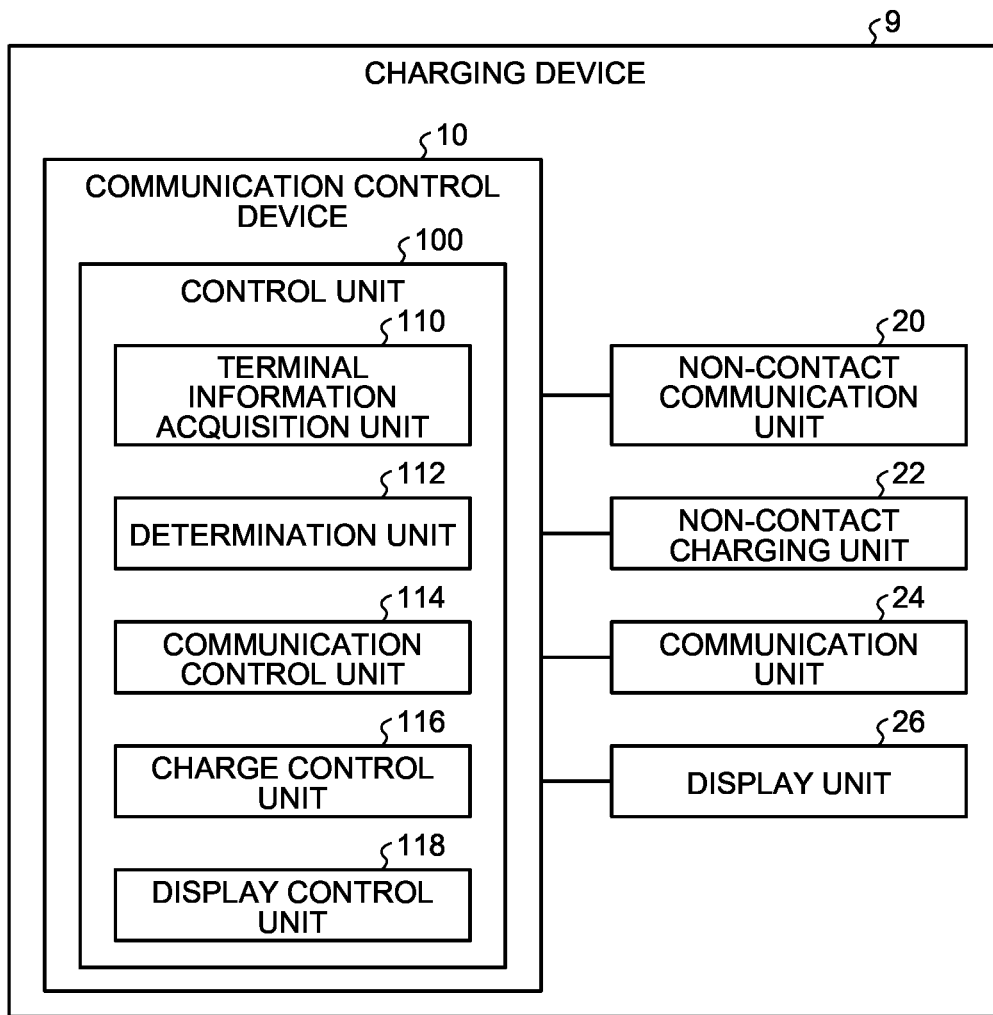 9
CHARGING DEVICE
10
COMMUNICATION CONTROL
DEVICE
100
CONTROL UNIT
110
TERMINAL
INFORMATION
ACQUISITION UNIT
112
DETERMINATION UNIT
114
COMMUNICATION
CONTROL UNIT
116
CHARGE CONTROL
UNIT
118
DISPLAY CONTROL
UNIT
20
NON-CONTACT
COMMUNICATION
UNIT
22
NON-CONTACT
CHARGING UNIT
24
COMMUNICATION
UNIT
26
DISPLAY UNIT